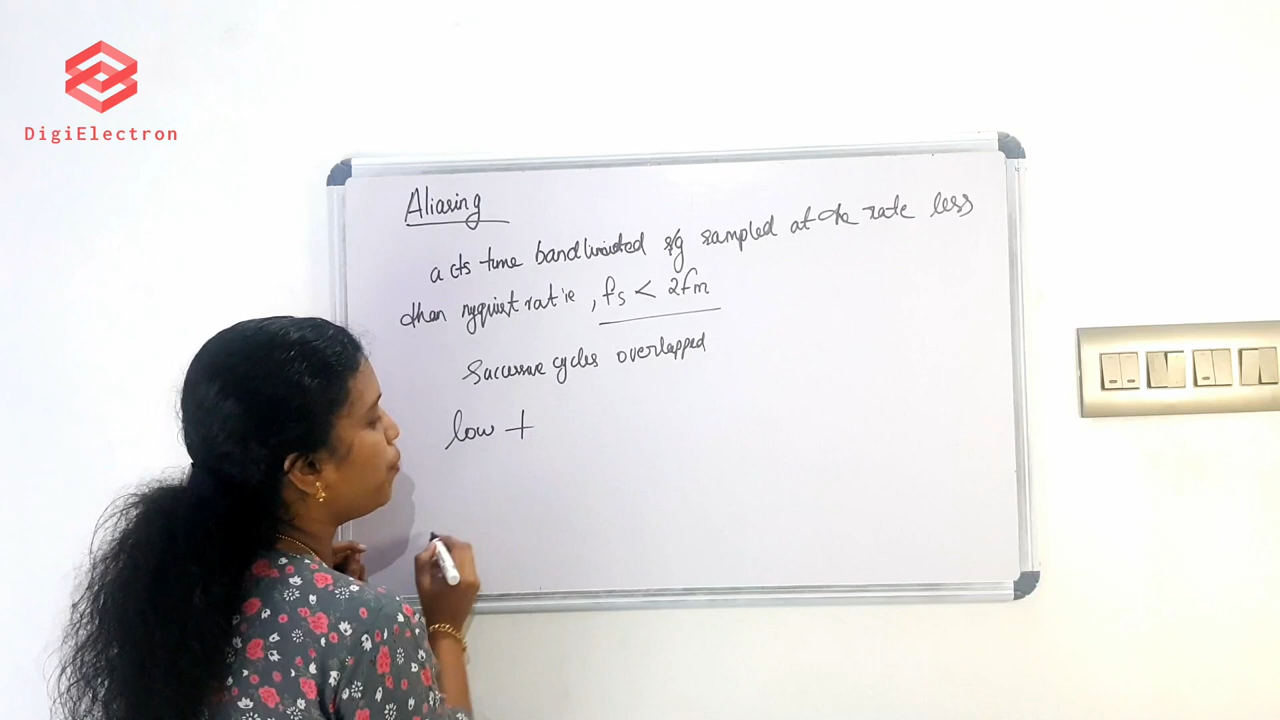 DigiElectron
Aliasing
a cts time bandlimited s/g sampled at the rate less
than nyquist rat ie, fs < 2fm
Successive cycles overlapped
low +